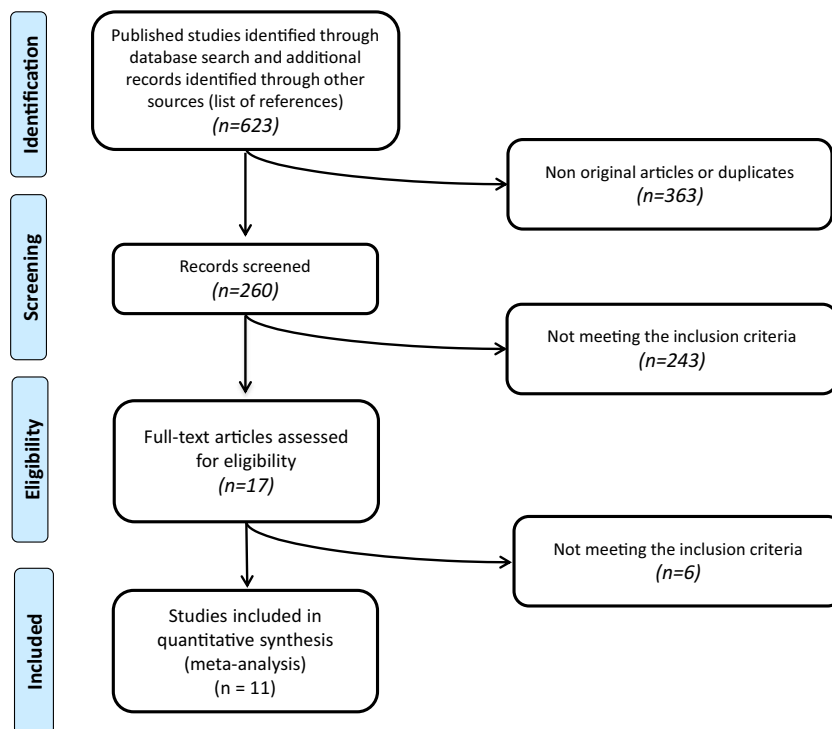 Identification
Published studies identified through
database search and additional
records identified through other
sources (list of references)
(n=623)
Non original articles or duplicates
(n=363)
Screening
Records screened
(n=260)
Not meeting the inclusion criteria
(n=243)
Eligibility
Full-text articles assessed
for eligibility
(n=17)
Not meeting the inclusion criteria
(n=6)
Included
Studies included in
quantitative synthesis
(meta-analysis)
(n = 11)